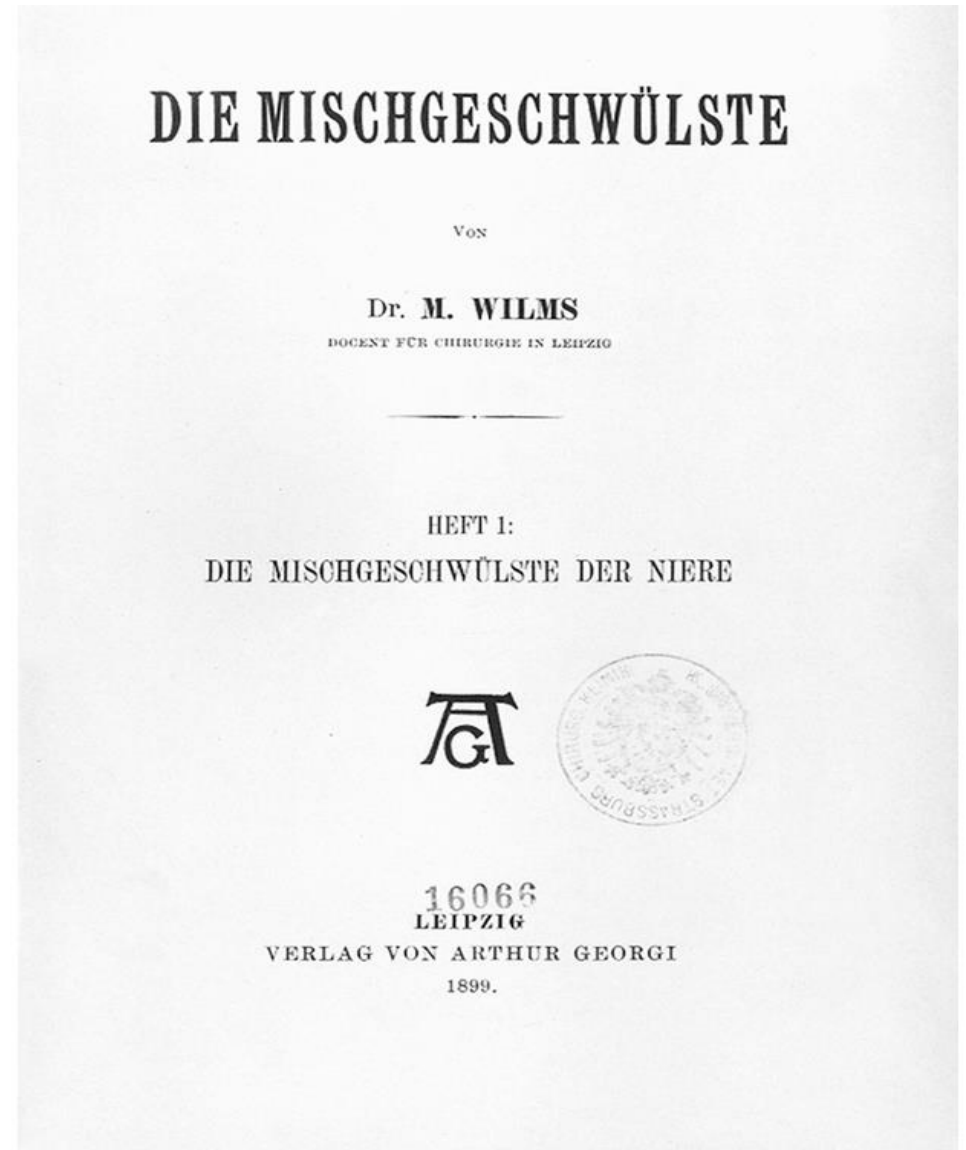 DIE MISCHGESCHWÜLSTE
VON
Dr. M. WILMS
DOCENT FÜR CHIRURGIE IN LEIPZIG
HEFT 1:
DIE MISCHGESCHWÜLSTE DER NIERE
AG
STRASSBURG
16066
LEIPZIG
VERLAG VON ARTHUR GEORGI
1899.